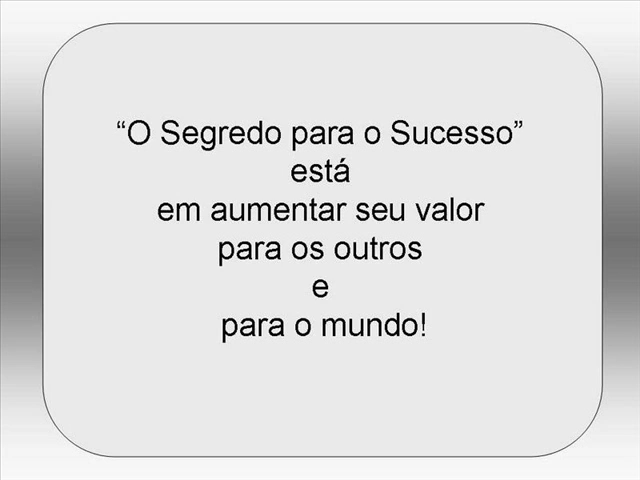 “O Segredo para o Sucesso”
está
em aumentar seu valor
para os outros
e
para o mundo!